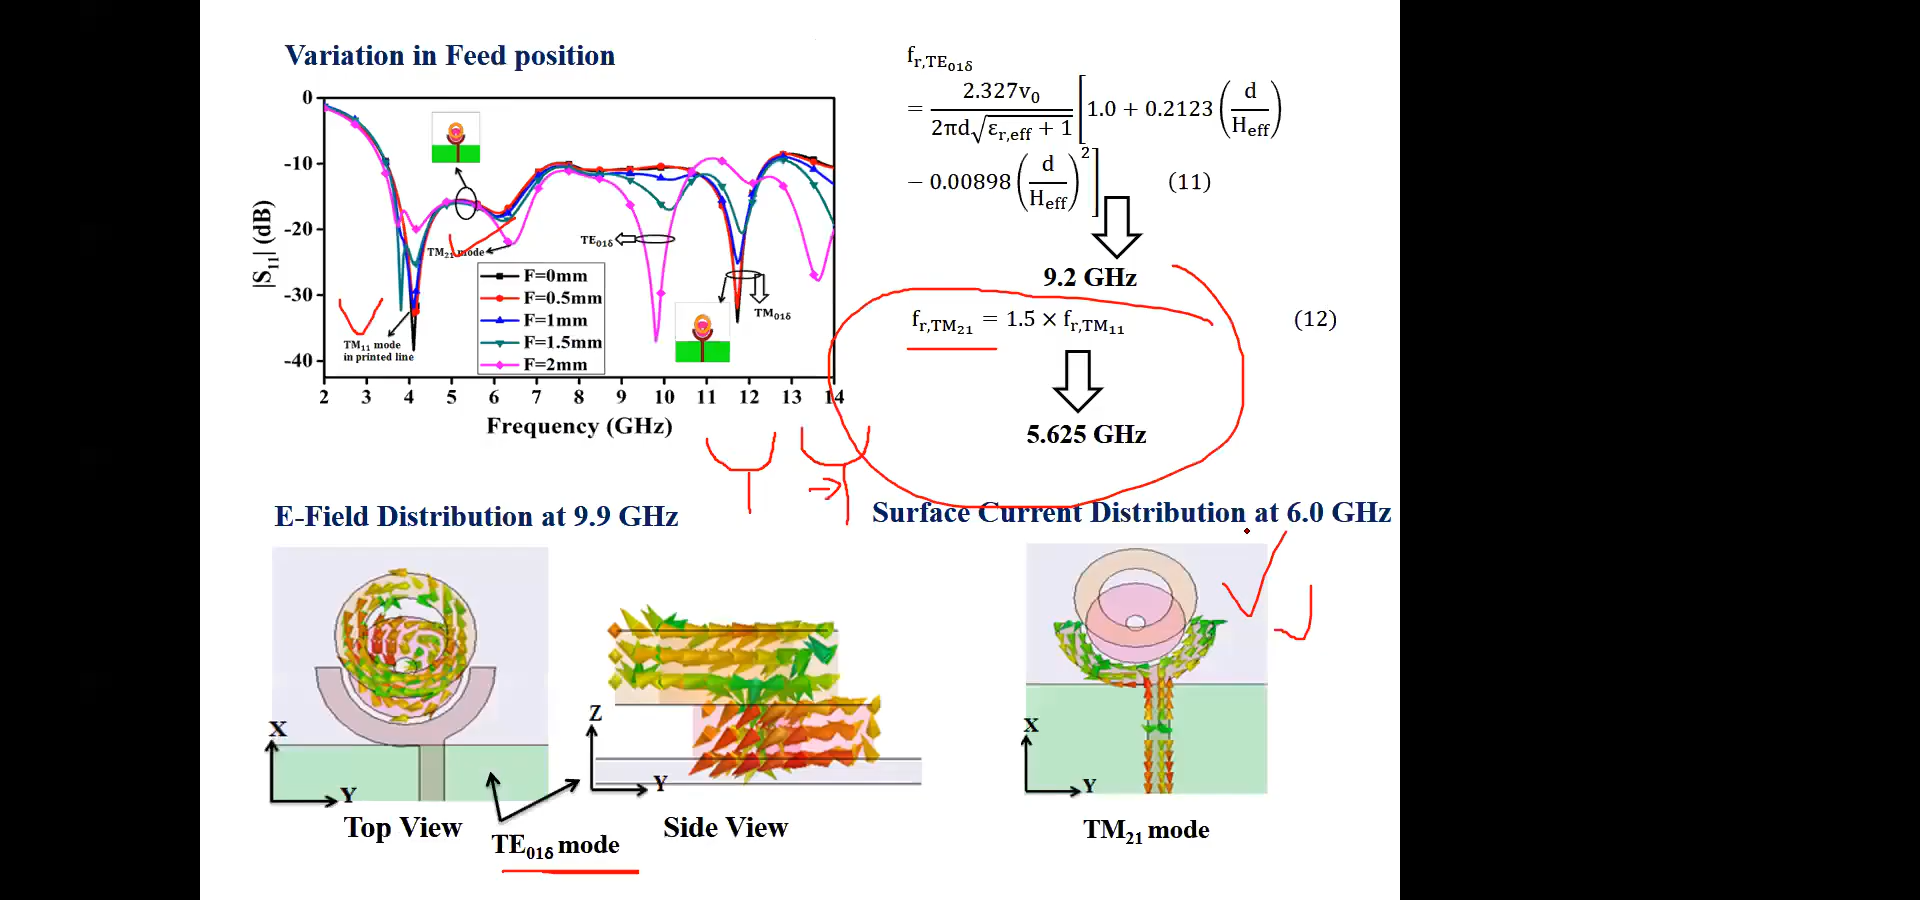 Variation in Feed position
0
-10
-20
-30
-40
|S11| (dB)
TM21 mode
TE01δ
TM01δ
TM11 mode
in printed line
F=0mm
F=0.5mm
F=1mm
F=1.5mm
F=2mm
2 3 4 5 6 7 8 9 10 11 12 13 14
Frequency (GHz)
fr,TE01δ
= 2.327v0 / 2πd√(εr,eff + 1) [1.0 + 0.2123 (d / Heff)
− 0.00898 (d / Heff)²] (11)
9.2 GHz
fr,TM21 = 1.5 × fr,TM11 (12)
5.625 GHz
E-Field Distribution at 9.9 GHz
Surface Current Distribution at 6.0 GHz
X
Y
Z
Y
X
Y
Top View
Side View
TE01δ mode
TM21 mode